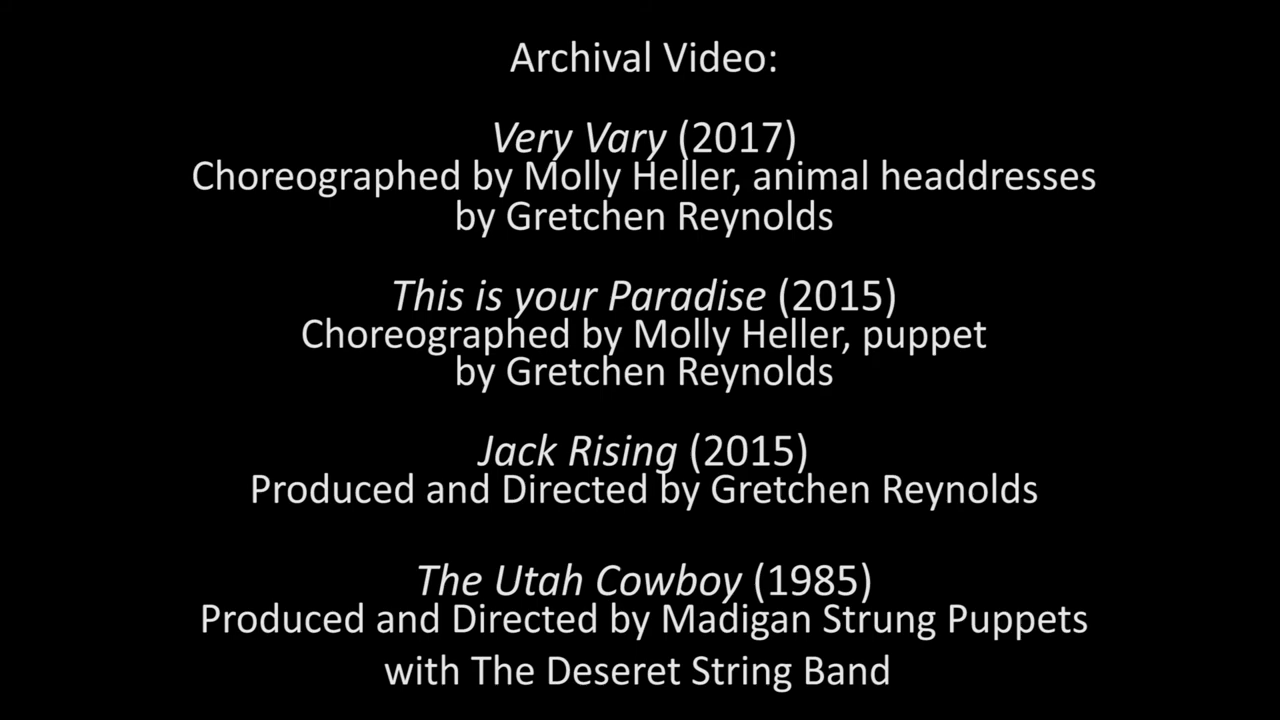 Archival Video:
Very Vary (2017)
Choreographed by Molly Heller, animal headdresses
by Gretchen Reynolds
This is your Paradise (2015)
Choreographed by Molly Heller, puppet
by Gretchen Reynolds
Jack Rising (2015)
Produced and Directed by Gretchen Reynolds
The Utah Cowboy (1985)
Produced and Directed by Madigan Strung Puppets
with The Deseret String Band